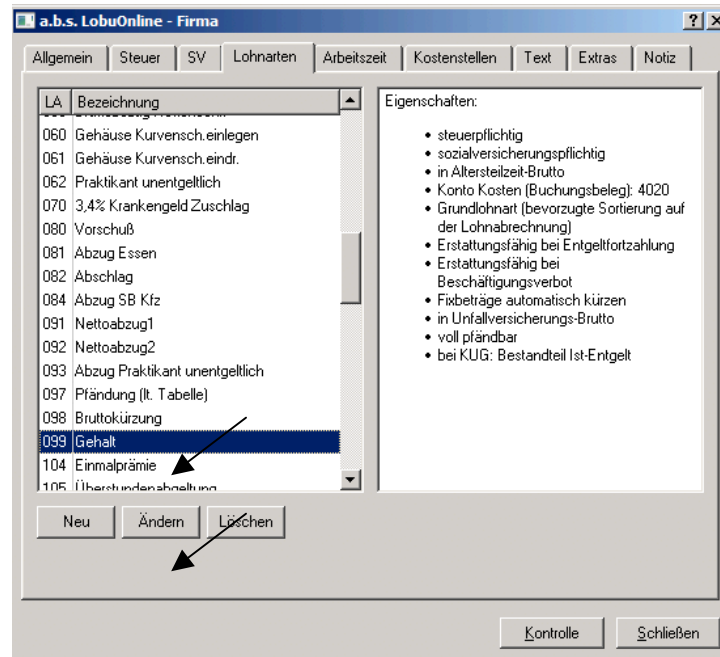 a.b.s. LobuOnline - Firma
Allgemein Steuer SV Lohnarten Arbeitszeit Kostenstellen Text Extras Notiz
LA Bezeichnung
060 Gehäuse Kurvensch.einlegen
061 Gehäuse Kurvensch.eindr.
062 Praktikant unentgeltlich
070 3,4% Krankengeld Zuschlag
080 Vorschuß
081 Abzug Essen
082 Abschlag
084 Abzug SB Kfz
091 Nettoabzug1
092 Nettoabzug2
093 Abzug Praktikant unentgeltlich
097 Pfändung (lt. Tabelle)
098 Bruttokürzung
099 Gehalt
104 Einmalprämie
105 Überstundenabgeltung
Eigenschaften:
• steuerpflichtig
• sozialversicherungspflichtig
• in Altersteilzeit-Brutto
• Konto Kosten (Buchungsbeleg): 4020
• Grundlohnart (bevorzugte Sortierung auf
der Lohnabrechnung)
• Erstattungsfähig bei Entgeltfortzahlung
• Erstattungsfähig bei
Beschäftigungsverbot
• Fixbeträge automatisch kürzen
• in Unfallversicherungs-Brutto
• voll pfändbar
• bei KUG: Bestandteil Ist-Entgelt
Neu Ändern Löschen
Kontrolle Schließen